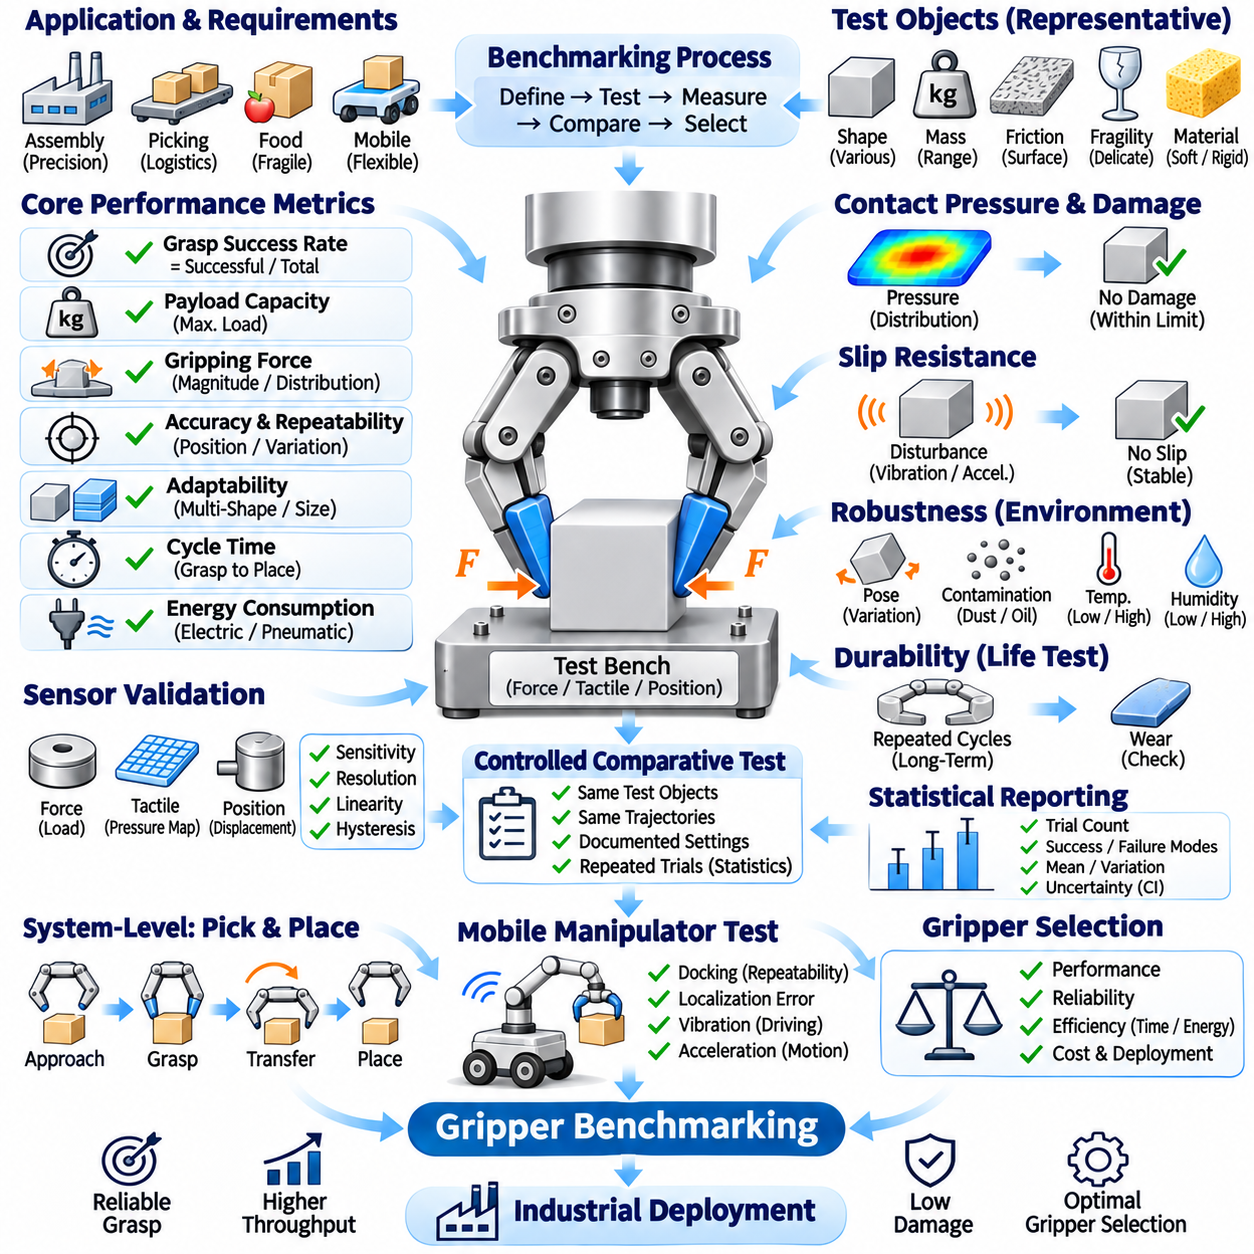 Application & Requirements
Assembly
(Precision)
Picking
(Logistics)
Food
(Fragile)
Mobile
(Flexible)
Benchmarking Process
Define → Test → Measure
→ Compare → Select
Test Objects (Representative)
kg
Shape
(Various)
Mass
(Range)
Friction
(Surface)
Fragility
(Delicate)
Material
(Soft / Rigid)
Core Performance Metrics
Grasp Success Rate
= Successful / Total
kg
Payload Capacity
(Max. Load)
Gripping Force
(Magnitude / Distribution)
Accuracy & Repeatability
(Position / Variation)
Adaptability
(Multi-Shape / Size)
Cycle Time
(Grasp to Place)
Energy Consumption
(Electric / Pneumatic)
F
F
Test Bench
(Force / Tactile / Position)
Contact Pressure & Damage
Pressure
(Distribution)
No Damage
(Within Limit)
Slip Resistance
Disturbance
(Vibration / Accel.)
No Slip
(Stable)
Robustness (Environment)
Pose
(Variation)
Contamination
(Dust / Oil)
Temp.
(Low / High)
Humidity
(Low / High)
Durability (Life Test)
Repeated Cycles
(Long-Term)
Wear
(Check)
Sensor Validation
Force
(Load)
Tactile
(Pressure Map)
Position
(Displacement)
Sensitivity
Resolution
Linearity
Hysteresis
Controlled Comparative Test
Same Test Objects
Same Trajectories
Documented Settings
Repeated Trials (Statistics)
Statistical Reporting
Trial Count
Success / Failure Modes
Mean / Variation
Uncertainty (CI)
System-Level: Pick & Place
Approach
Grasp
Transfer
Place
Mobile Manipulator Test
Docking (Repeatability)
Localization Error
Vibration (Driving)
Acceleration (Motion)
Gripper Selection
Performance
Reliability
Efficiency (Time / Energy)
Cost & Deployment
Gripper Benchmarking
Reliable
Grasp
Higher
Throughput
Industrial Deployment
Low
Damage
Optimal
Gripper Selection